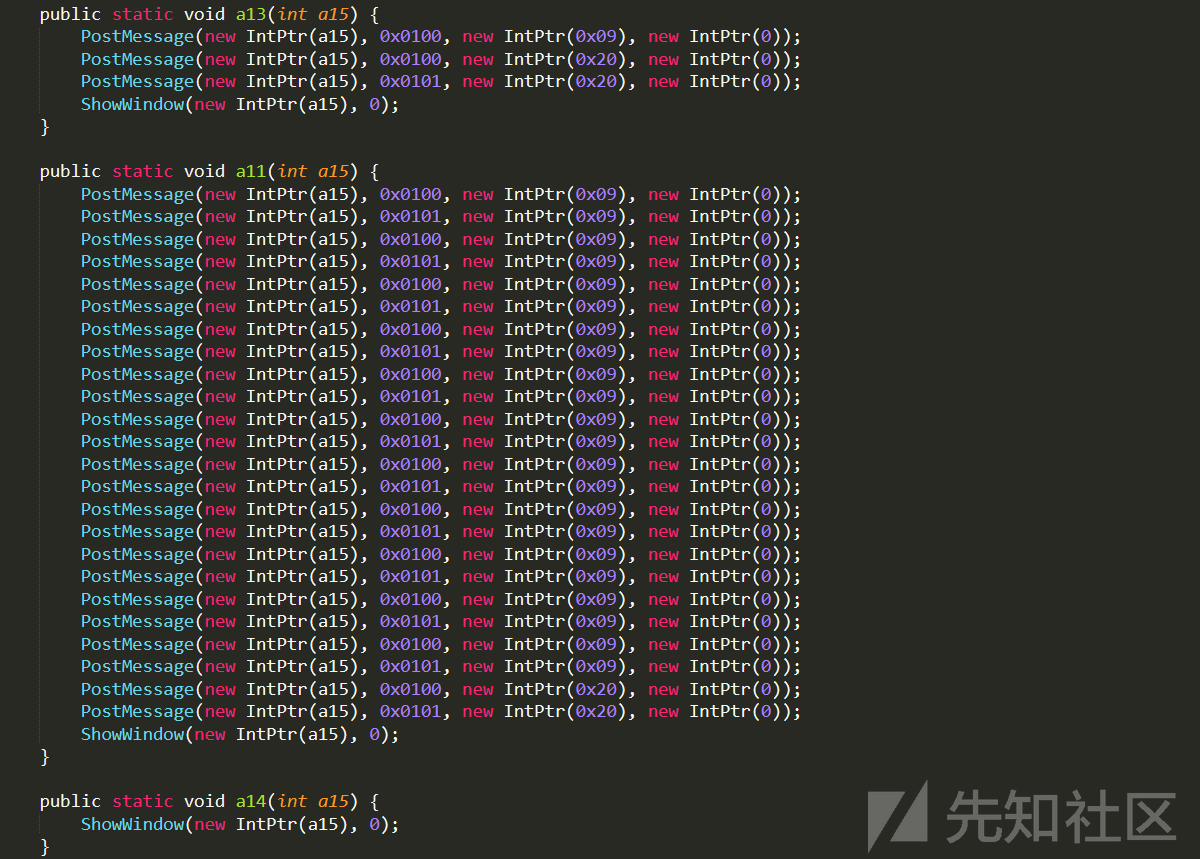 public static void a13(int a15) {
PostMessage(new IntPtr(a15), 0x0100, new IntPtr(0x09), new IntPtr(0));
PostMessage(new IntPtr(a15), 0x0100, new IntPtr(0x20), new IntPtr(0));
PostMessage(new IntPtr(a15), 0x0101, new IntPtr(0x20), new IntPtr(0));
ShowWindow(new IntPtr(a15), 0);
}
public static void a11(int a15) {
PostMessage(new IntPtr(a15), 0x0100, new IntPtr(0x09), new IntPtr(0));
PostMessage(new IntPtr(a15), 0x0101, new IntPtr(0x09), new IntPtr(0));
PostMessage(new IntPtr(a15), 0x0100, new IntPtr(0x09), new IntPtr(0));
PostMessage(new IntPtr(a15), 0x0101, new IntPtr(0x09), new IntPtr(0));
PostMessage(new IntPtr(a15), 0x0100, new IntPtr(0x09), new IntPtr(0));
PostMessage(new IntPtr(a15), 0x0101, new IntPtr(0x09), new IntPtr(0));
PostMessage(new IntPtr(a15), 0x0100, new IntPtr(0x09), new IntPtr(0));
PostMessage(new IntPtr(a15), 0x0101, new IntPtr(0x09), new IntPtr(0));
PostMessage(new IntPtr(a15), 0x0100, new IntPtr(0x09), new IntPtr(0));
PostMessage(new IntPtr(a15), 0x0101, new IntPtr(0x09), new IntPtr(0));
PostMessage(new IntPtr(a15), 0x0100, new IntPtr(0x09), new IntPtr(0));
PostMessage(new IntPtr(a15), 0x0101, new IntPtr(0x09), new IntPtr(0));
PostMessage(new IntPtr(a15), 0x0100, new IntPtr(0x09), new IntPtr(0));
PostMessage(new IntPtr(a15), 0x0101, new IntPtr(0x09), new IntPtr(0));
PostMessage(new IntPtr(a15), 0x0100, new IntPtr(0x09), new IntPtr(0));
PostMessage(new IntPtr(a15), 0x0101, new IntPtr(0x09), new IntPtr(0));
PostMessage(new IntPtr(a15), 0x0100, new IntPtr(0x09), new IntPtr(0));
PostMessage(new IntPtr(a15), 0x0101, new IntPtr(0x09), new IntPtr(0));
PostMessage(new IntPtr(a15), 0x0100, new IntPtr(0x09), new IntPtr(0));
PostMessage(new IntPtr(a15), 0x0101, new IntPtr(0x09), new IntPtr(0));
PostMessage(new IntPtr(a15), 0x0100, new IntPtr(0x09), new IntPtr(0));
PostMessage(new IntPtr(a15), 0x0101, new IntPtr(0x09), new IntPtr(0));
PostMessage(new IntPtr(a15), 0x0100, new IntPtr(0x20), new IntPtr(0));
PostMessage(new IntPtr(a15), 0x0101, new IntPtr(0x20), new IntPtr(0));
ShowWindow(new IntPtr(a15), 0);
}
public static void a14(int a15) {
ShowWindow(new IntPtr(a15), 0);
}
先知社区